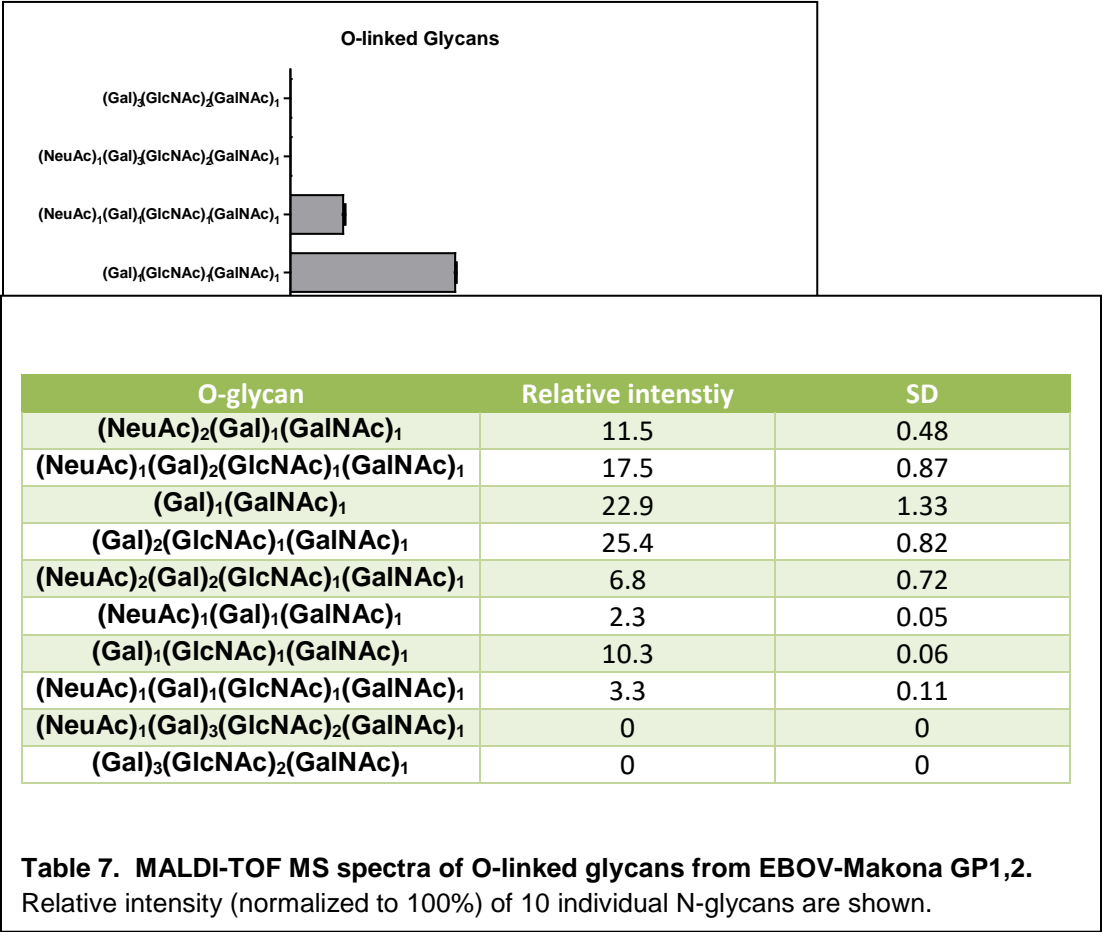 O-linked Glycans
(Gal)₃(GlcNAc)₂(GalNAc)₁
(NeuAc)₁(Gal)₃(GlcNAc)₂(GalNAc)₁
(NeuAc)₁(Gal)₁(GlcNAc)₁(GalNAc)₁
(Gal)₁(GlcNAc)₁(GalNAc)₁
O-glycan Relative intenstiy SD
(NeuAc)₂(Gal)₁(GalNAc)₁ 11.5 0.48
(NeuAc)₁(Gal)₂(GlcNAc)₁(GalNAc)₁ 17.5 0.87
(Gal)₁(GalNAc)₁ 22.9 1.33
(Gal)₂(GlcNAc)₁(GalNAc)₁ 25.4 0.82
(NeuAc)₂(Gal)₂(GlcNAc)₁(GalNAc)₁ 6.8 0.72
(NeuAc)₁(Gal)₁(GalNAc)₁ 2.3 0.05
(Gal)₁(GlcNAc)₁(GalNAc)₁ 10.3 0.06
(NeuAc)₁(Gal)₁(GlcNAc)₁(GalNAc)₁ 3.3 0.11
(NeuAc)₁(Gal)₃(GlcNAc)₂(GalNAc)₁ 0 0
(Gal)₃(GlcNAc)₂(GalNAc)₁ 0 0
Table 7. MALDI-TOF MS spectra of O-linked glycans from EBOV-Makona GP1,2.
Relative intensity (normalized to 100%) of 10 individual N-glycans are shown.